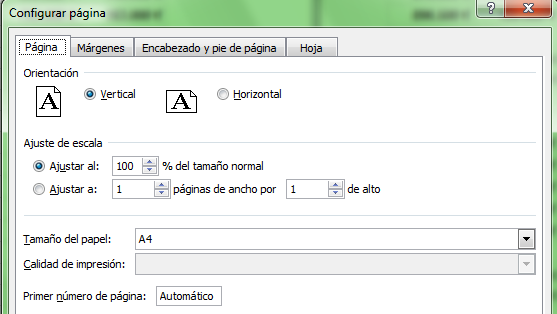 Configurar página
Página Márgenes Encabezado y pie de página Hoja
Orientación
A Vertical A Horizontal
Ajuste de escala
Ajustar al: 100 % del tamaño normal
Ajustar a: 1 páginas de ancho por 1 de alto
Tamaño del papel: A4
Calidad de impresión:
Primer número de página: Automático